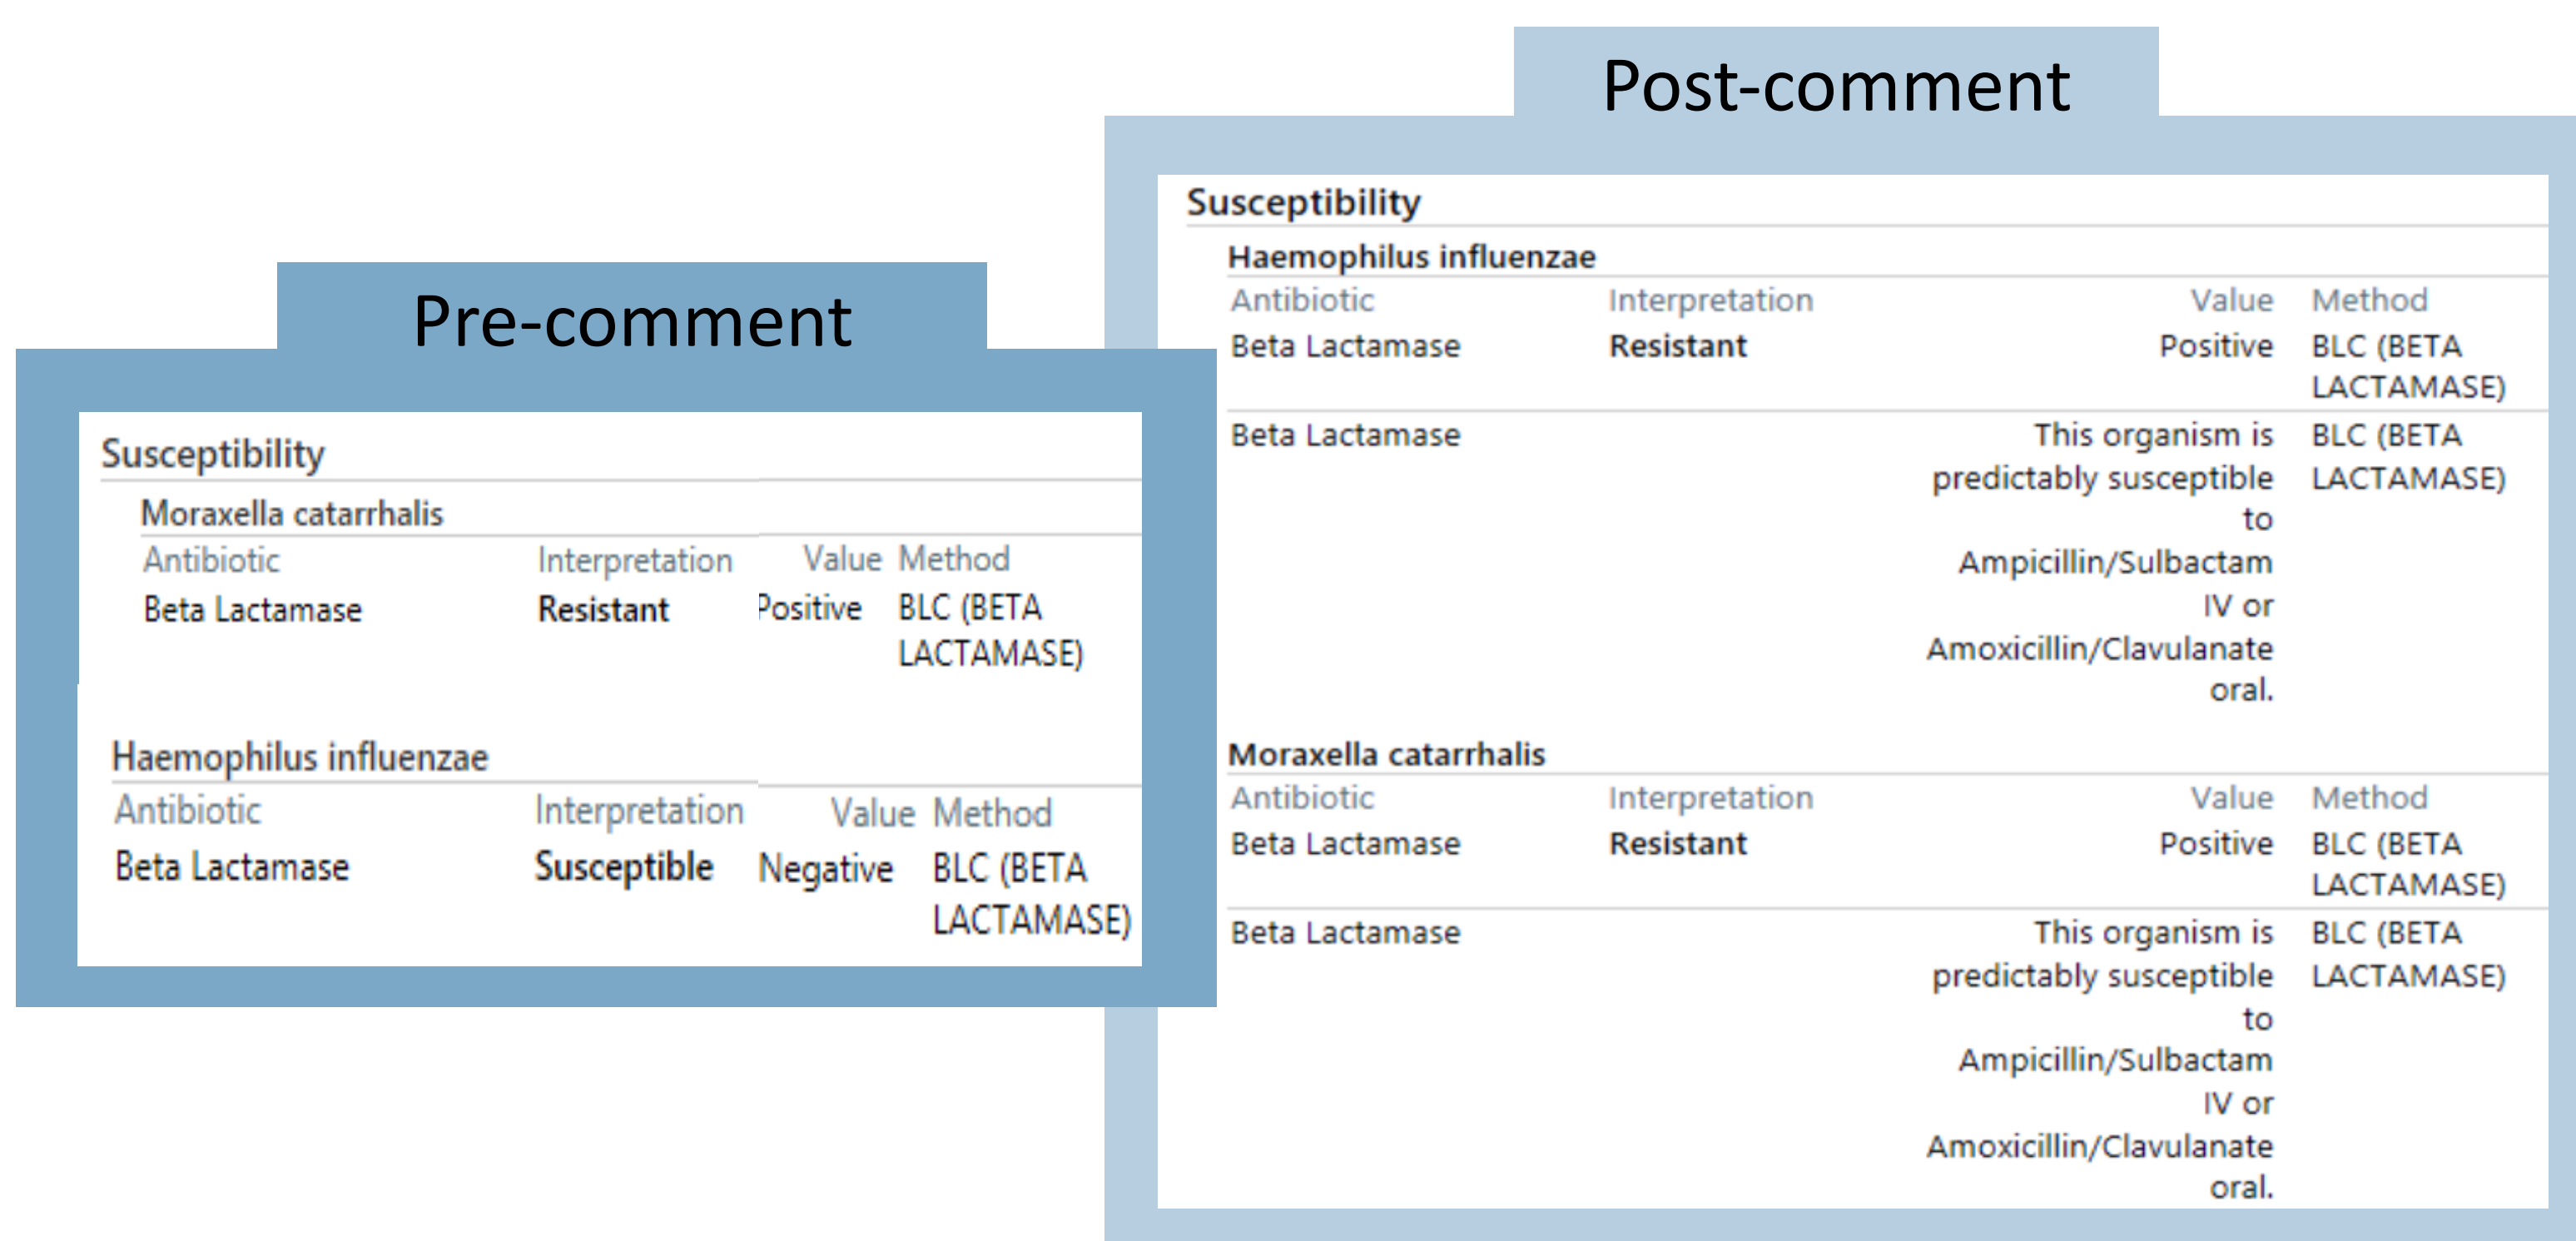 Pre-comment
Susceptibility
Moraxella catarrhalis
Antibiotic Interpretation Value Method
Beta Lactamase Resistant Positive BLC (BETA
LACTAMASE)
Haemophilus influenzae
Antibiotic Interpretation Value Method
Beta Lactamase Susceptible Negative BLC (BETA
LACTAMASE)
Post-comment
Susceptibility
Haemophilus influenzae
Antibiotic Interpretation Value Method
Beta Lactamase Resistant Positive BLC (BETA
LACTAMASE)
Beta Lactamase This organism is BLC (BETA
predictably susceptible LACTAMASE)
to
Ampicillin/Sulbactam
IV or
Amoxicillin/Clavulanate
oral.
Moraxella catarrhalis
Antibiotic Interpretation Value Method
Beta Lactamase Resistant Positive BLC (BETA
LACTAMASE)
Beta Lactamase This organism is BLC (BETA
predictably susceptible LACTAMASE)
to
Ampicillin/Sulbactam
IV or
Amoxicillin/Clavulanate
oral.